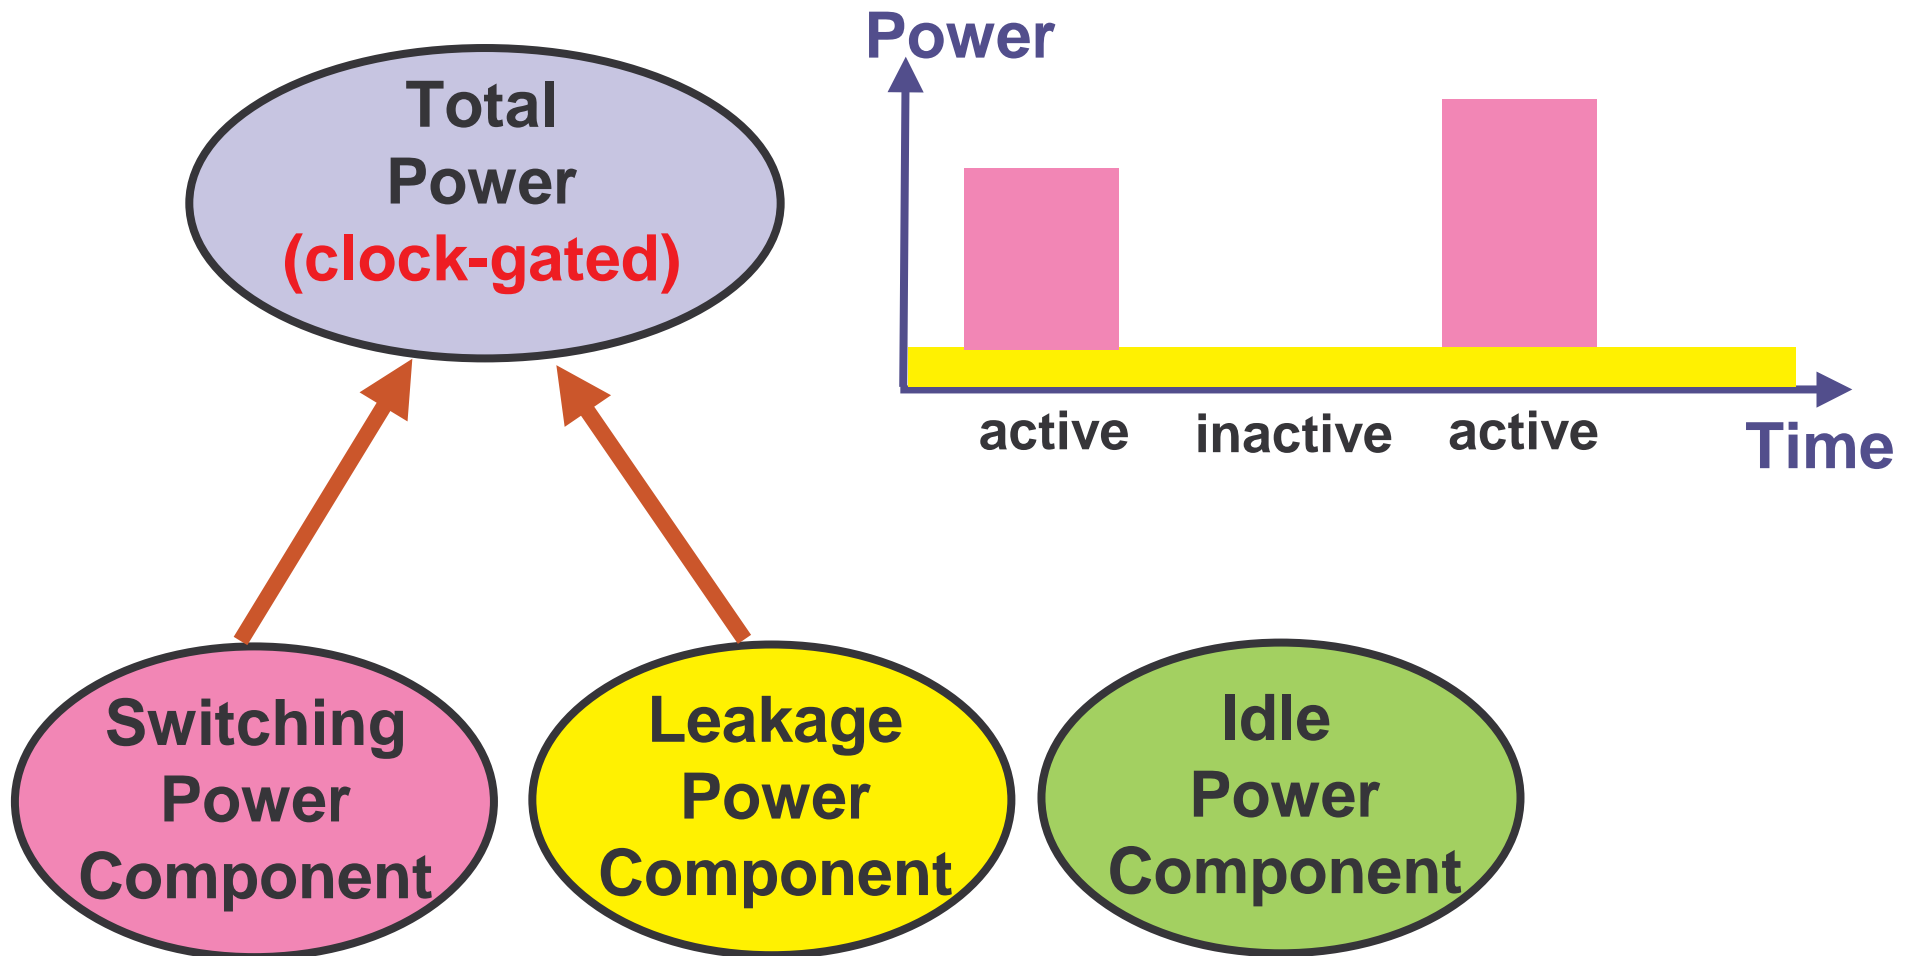 Total
Power
(clock-gated)
Power
active
inactive
active
Time
Switching
Power
Component
Leakage
Power
Component
Idle
Power
Component